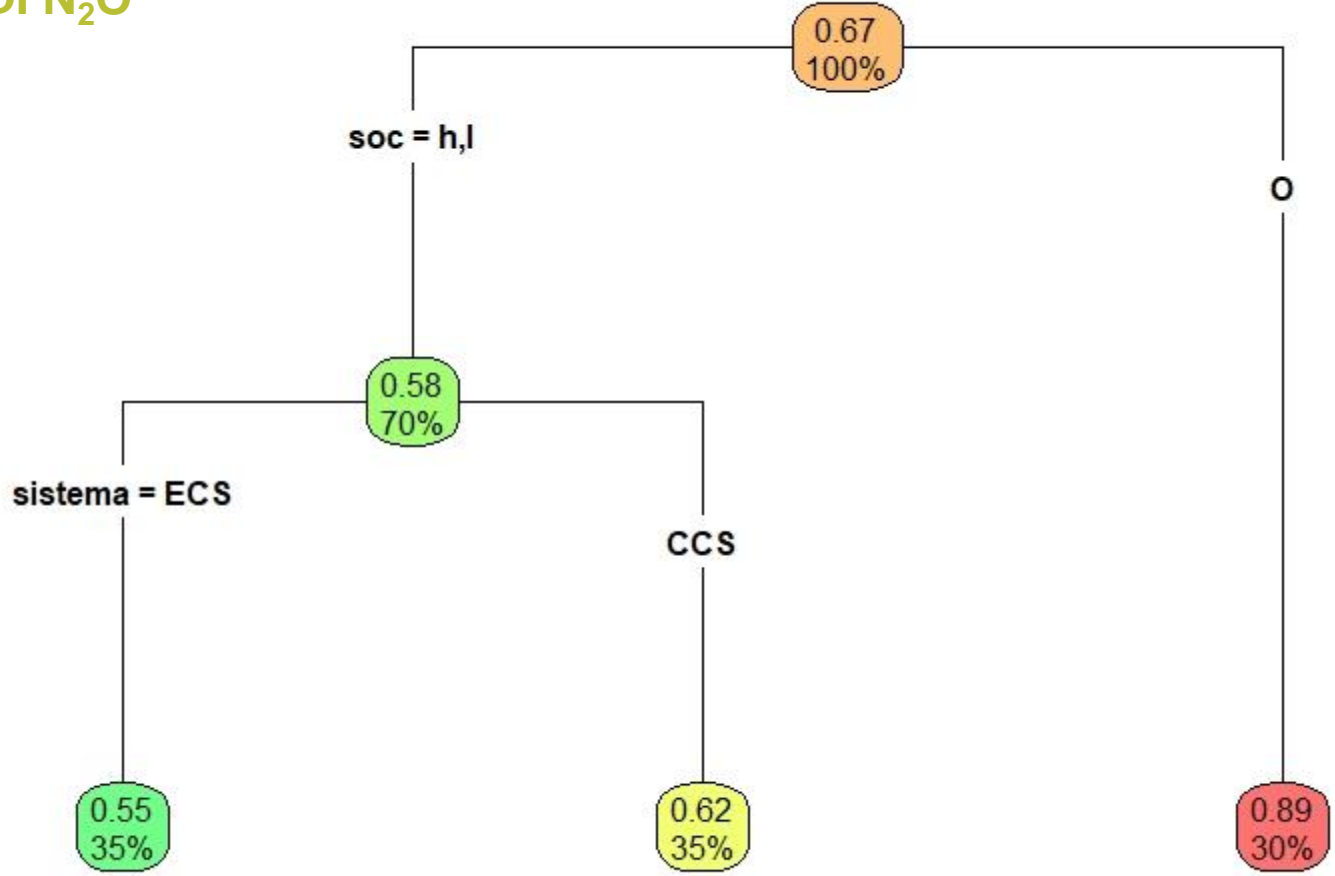 N₂O
0.67
100%
soc = h,l
O
0.58
70%
sistema = ECS
CCS
0.55
35%
0.62
35%
0.89
30%